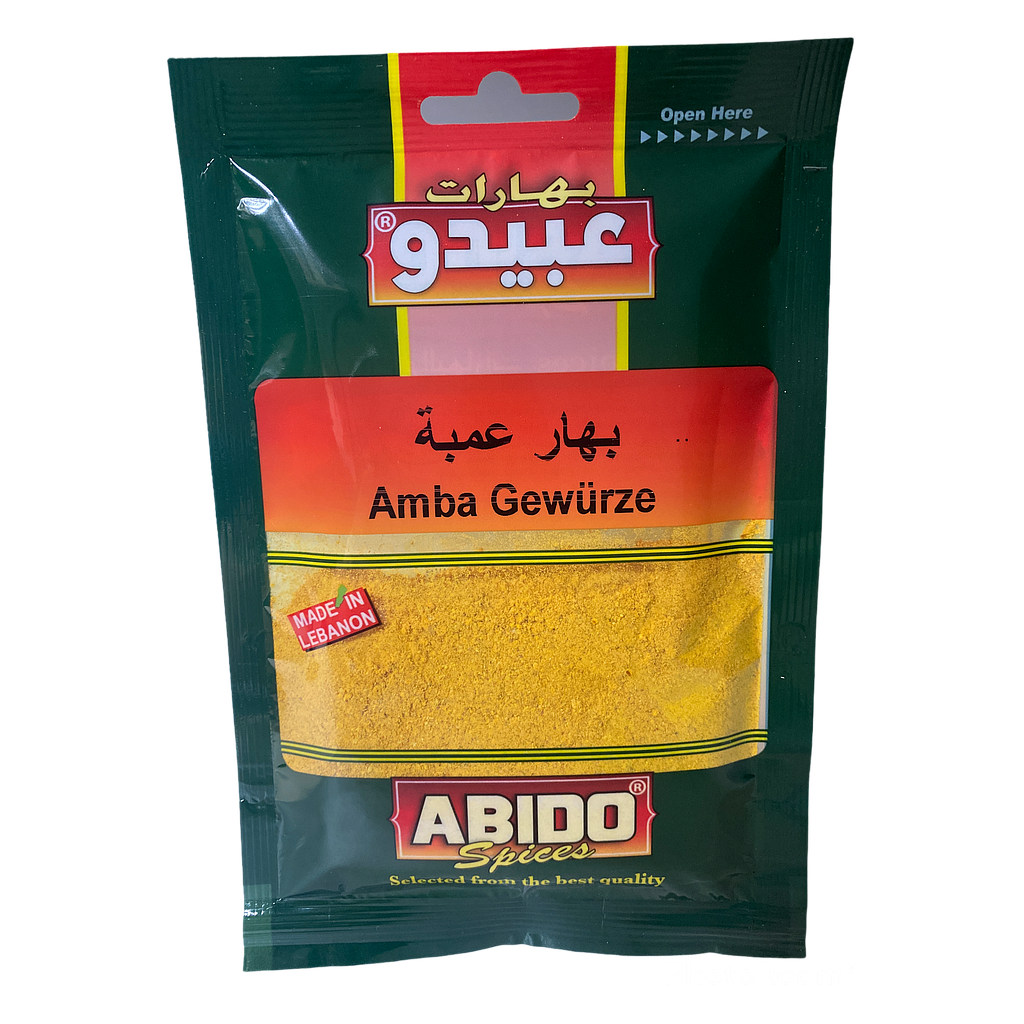 Open Here
بهارات
عبيدو®
بهار عمبة
Amba Gewürze
MADE IN
LEBANON
ABIDO®
Spices
Selected from the best quality